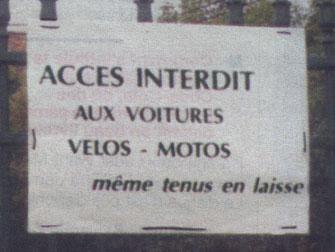 ACCES INTERDIT
AUX VOITURES
VELOS - MOTOS
même tenus en laisse